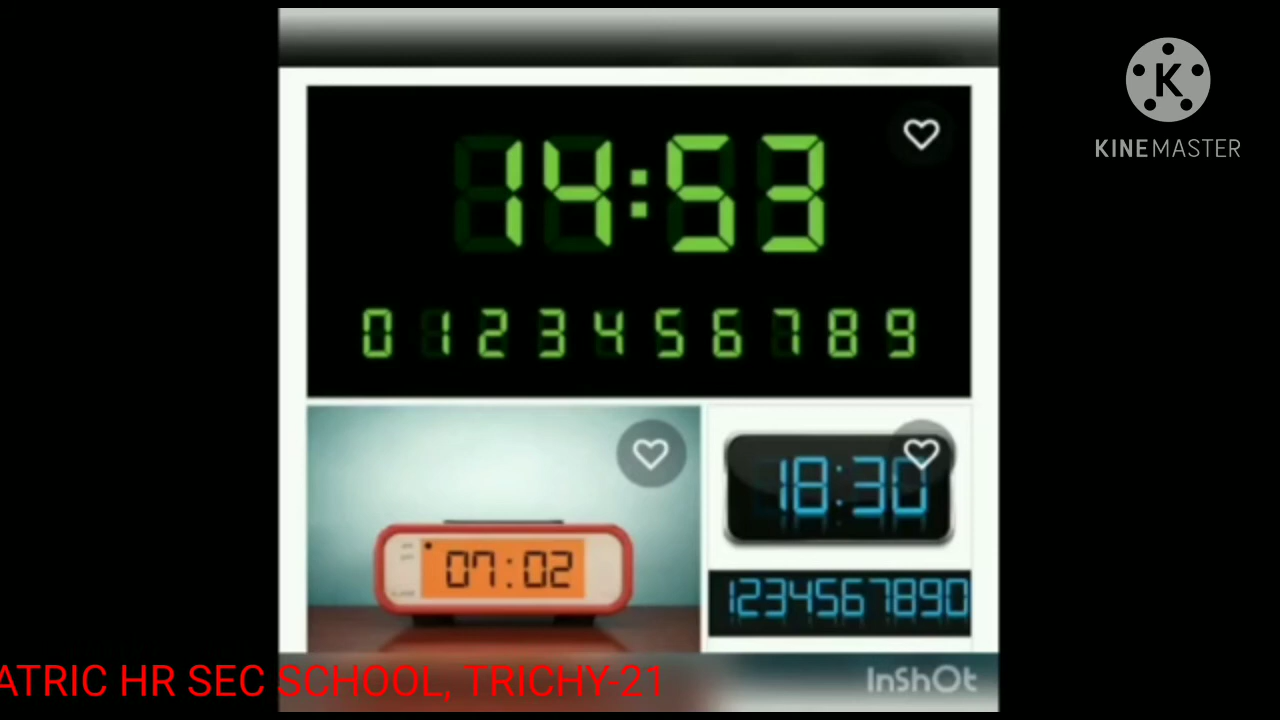 KINEMASTER
14:53
0 1 2 3 4 5 6 7 8 9
07:02
18:30
1234567890
ATRIC HR SEC SCHOOL, TRICHY-21
InShOt